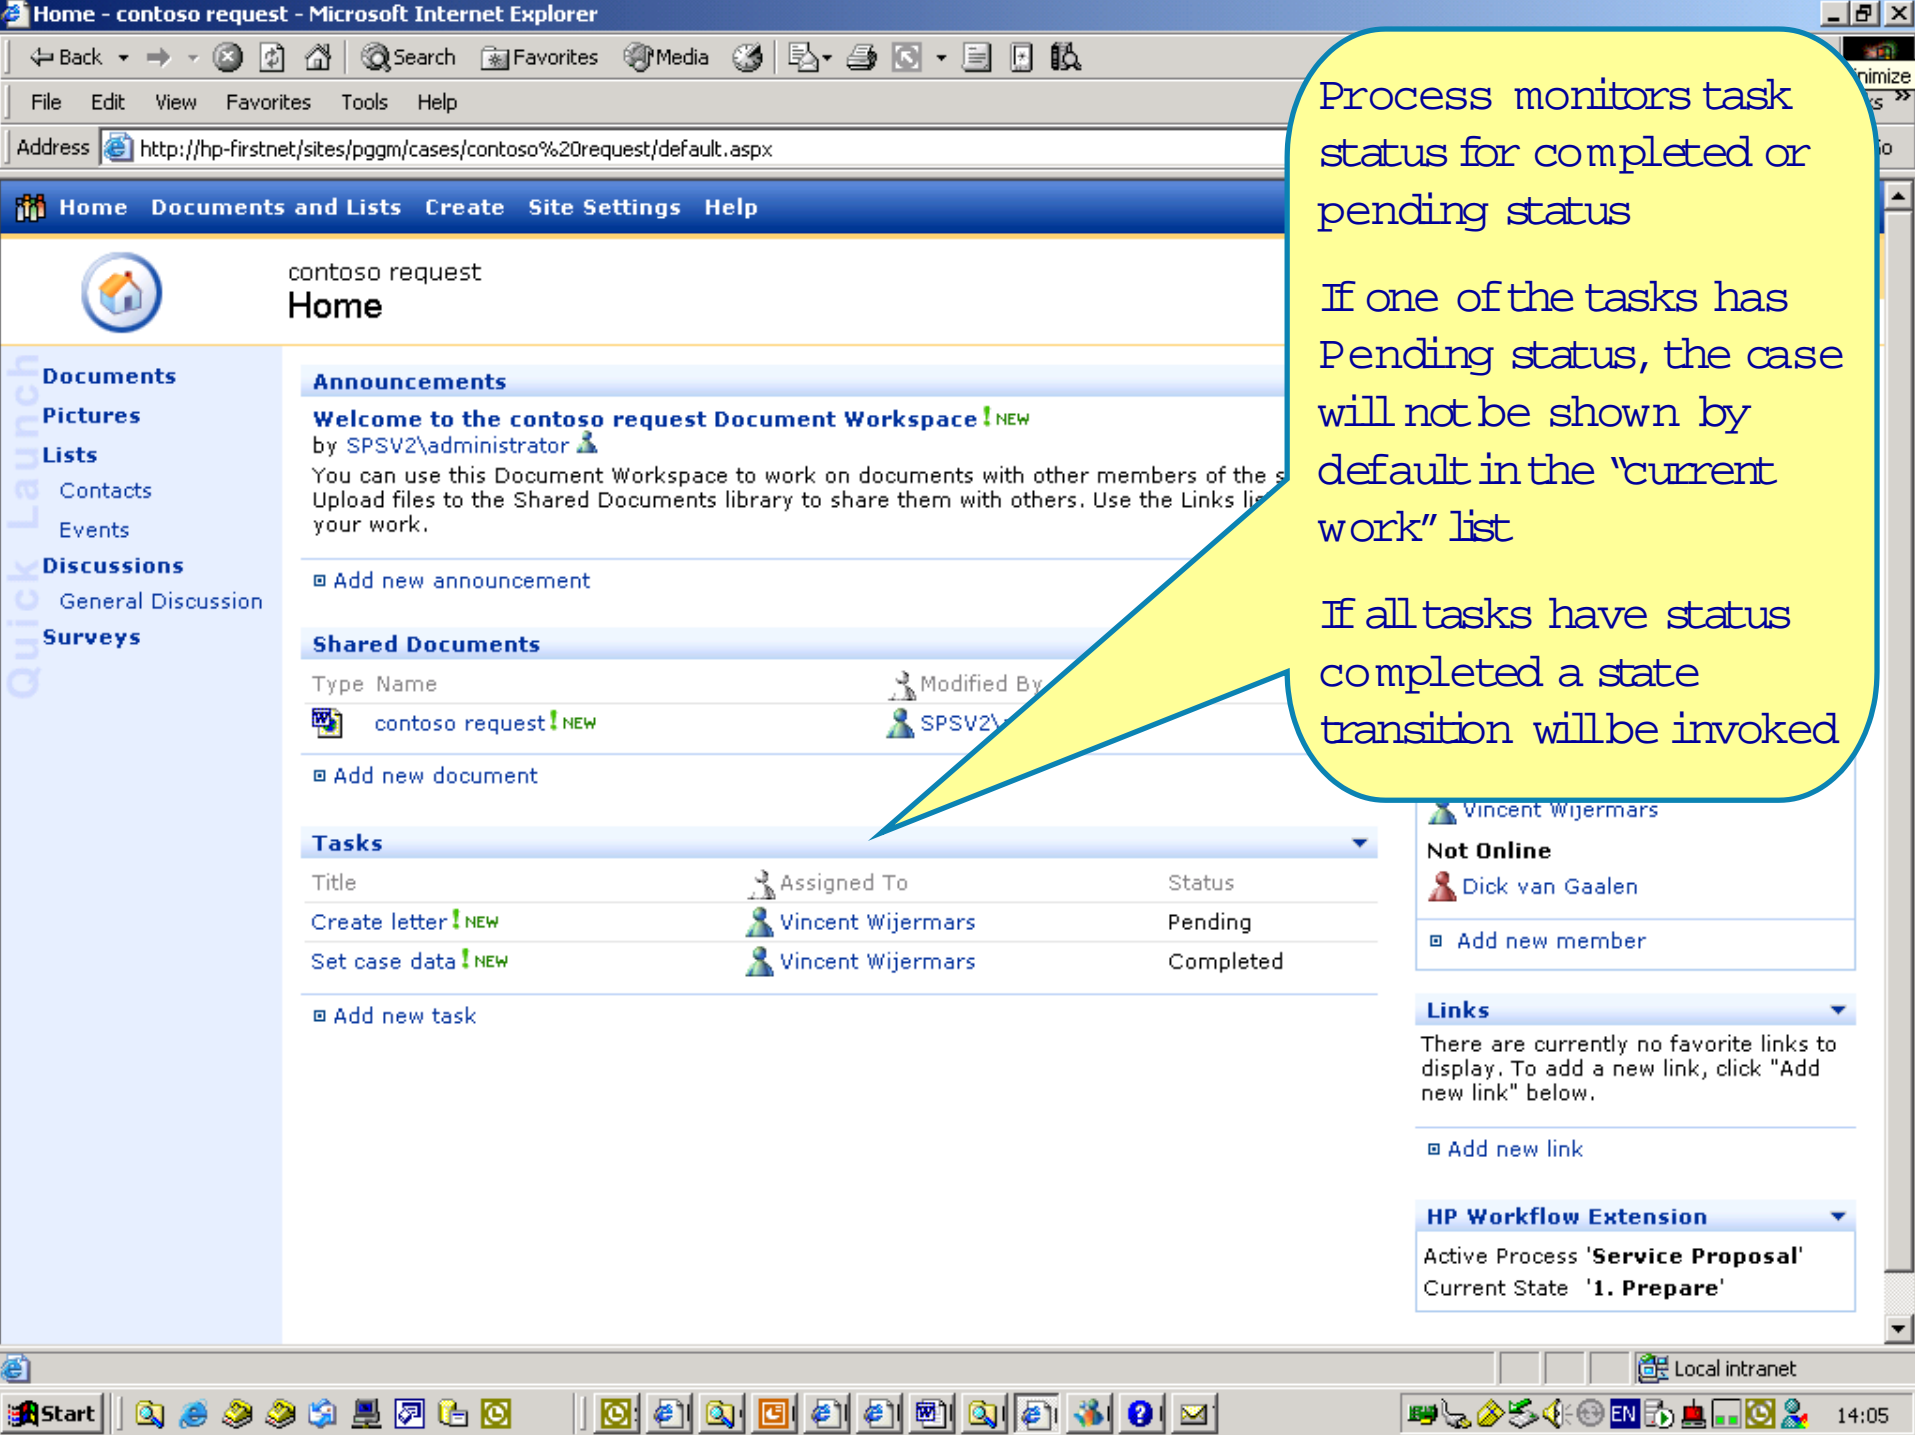 Home - contoso request - Microsoft Internet Explorer
Back Search Favorites Media
File Edit View Favorites Tools Help
Address http://hp-firstnet/sites/pggm/cases/contoso%20request/default.aspx
Home Documents and Lists Create Site Settings Help
contoso request
Home
Quick Launch
Documents
Pictures
Lists
Contacts
Events
Discussions
General Discussion
Surveys
Announcements
Welcome to the contoso request Document Workspace ! NEW
by SPSV2\administrator
You can use this Document Workspace to work on documents with other members of the s
Upload files to the Shared Documents library to share them with others. Use the Links li
your work.
Add new announcement
Shared Documents
Type Name Modified By
contoso request ! NEW SPSV2\
Add new document
Tasks
Title Assigned To Status
Create letter ! NEW Vincent Wijermars Pending
Set case data ! NEW Vincent Wijermars Completed
Add new task
Process monitors task
status for completed or
pending status
If one of the tasks has
Pending status, the case
will not be shown by
default in the “current
work” list
If all tasks have status
completed a state
transition will be invoked
Vincent Wijermars
Not Online
Dick van Gaalen
Add new member
Links
There are currently no favorite links to
display. To add a new link, click "Add
new link" below.
Add new link
HP Workflow Extension
Active Process 'Service Proposal'
Current State '1. Prepare'
Local intranet
Start EN 14:05